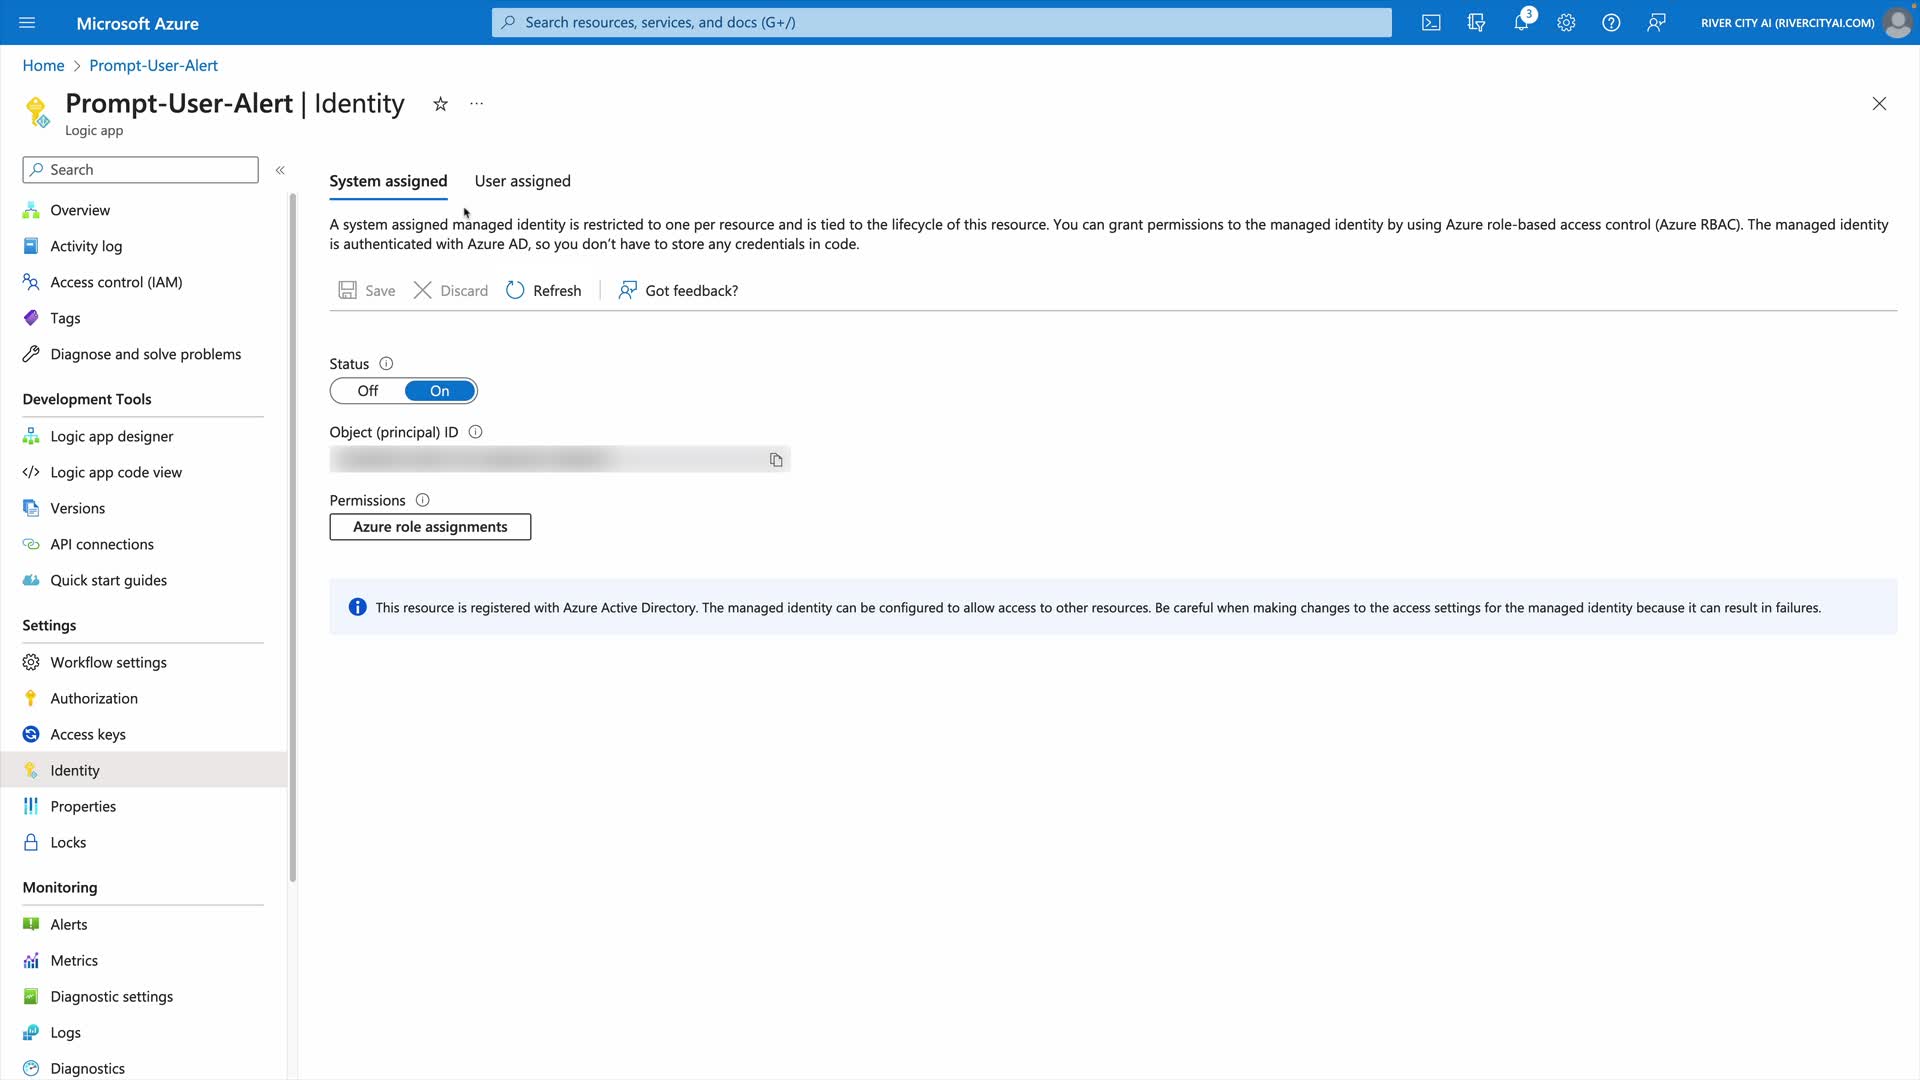 Microsoft Azure
Search resources, services, and docs (G+/)
3
RIVER CITY AI (RIVERCITYAI.COM)
Home > Prompt-User-Alert
Prompt-User-Alert | Identity
Logic app
Search
«
Overview
Activity log
Access control (IAM)
Tags
Diagnose and solve problems
Development Tools
Logic app designer
Logic app code view
Versions
API connections
Quick start guides
Settings
Workflow settings
Authorization
Access keys
Identity
Properties
Locks
Monitoring
Alerts
Metrics
Diagnostic settings
Logs
Diagnostics
System assigned User assigned
A system assigned managed identity is restricted to one per resource and is tied to the lifecycle of this resource. You can grant permissions to the managed identity by using Azure role-based access control (Azure RBAC). The managed identity
is authenticated with Azure AD, so you don’t have to store any credentials in code.
Save Discard Refresh Got feedback?
Status
Off On
Object (principal) ID
Permissions
Azure role assignments
This resource is registered with Azure Active Directory. The managed identity can be configured to allow access to other resources. Be careful when making changes to the access settings for the managed identity because it can result in failures.